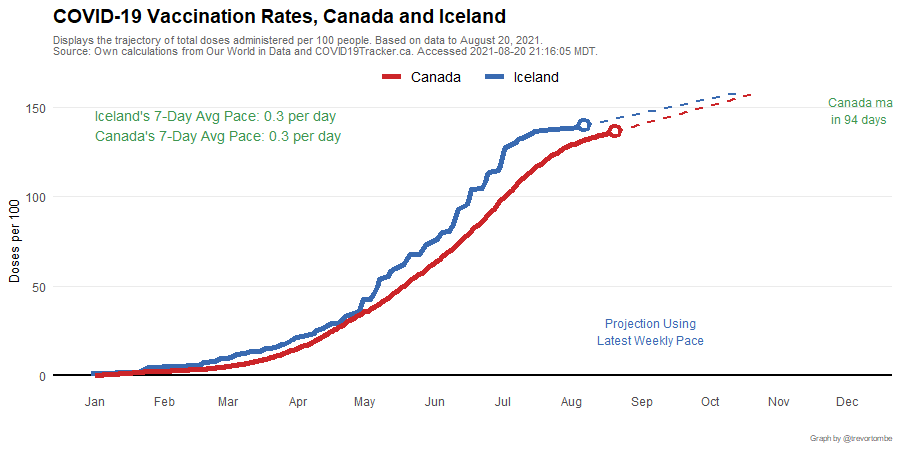 COVID-19 Vaccination Rates, Canada and Iceland
Displays the trajectory of total doses administered per 100 people. Based on data to August 20, 2021.
Source: Own calculations from Our World in Data and COVID19Tracker.ca. Accessed 2021-08-20 21:16:05 MDT.
Canada Iceland
Iceland's 7-Day Avg Pace: 0.3 per day
Canada's 7-Day Avg Pace: 0.3 per day
Canada ma
in 94 days
Doses per 100
150
100
50
0
Projection Using
Latest Weekly Pace
Jan Feb Mar Apr May Jun Jul Aug Sep Oct Nov Dec
Graph by @trevortombe